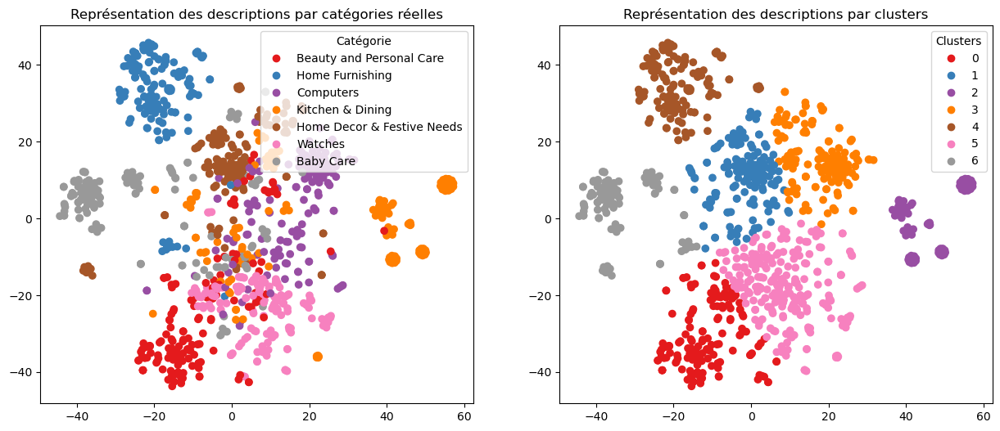 Représentation des descriptions par catégories réelles
Représentation des descriptions par clusters
Catégorie
Beauty and Personal Care
Home Furnishing
Computers
Kitchen & Dining
Home Decor & Festive Needs
Watches
Baby Care
40
20
0
−20
−40
−40
−20
0
20
40
60
Clusters
0
1
2
3
4
5
6
40
20
0
−20
−40
−40
−20
0
20
40
60